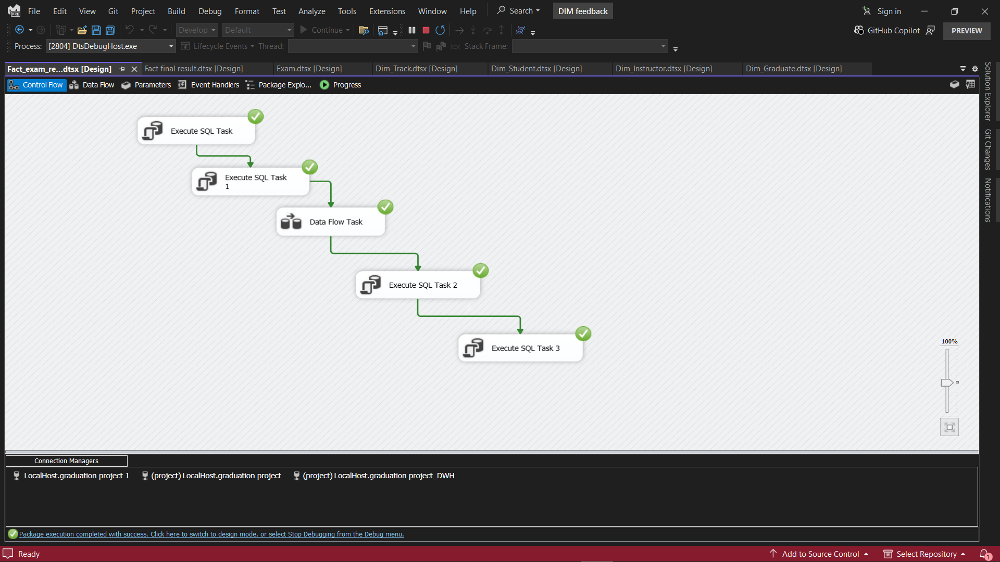 PRE File Edit View Git Project Build Debug Format Test Analyze Tools Extensions Window Help Search DIM feedback Sign in
Develop Default Continue GitHub Copilot PREVIEW
Process: [2804] DtsDebugHost.exe Lifecycle Events Thread: Stack Frame:
Fact_exam_re...dtsx [Design] Fact final result.dtsx [Design] Exam.dtsx [Design] Dim_Track.dtsx [Design] Dim_Student.dtsx [Design] Dim_Instructor.dtsx [Design] Dim_Graduate.dtsx [Design]
Control Flow Data Flow Parameters Event Handlers Package Explo... Progress
Solution Explorer
Git Changes
Notifications
Execute SQL Task
Execute SQL Task
1
Data Flow Task
Execute SQL Task 2
Execute SQL Task 3
100%
Connection Managers
LocalHost.graduation project 1 (project) LocalHost.graduation project (project) LocalHost.graduation project_DWH
Package execution completed with success. Click here to switch to design mode, or select Stop Debugging from the Debug menu.
Ready Add to Source Control Select Repository 1